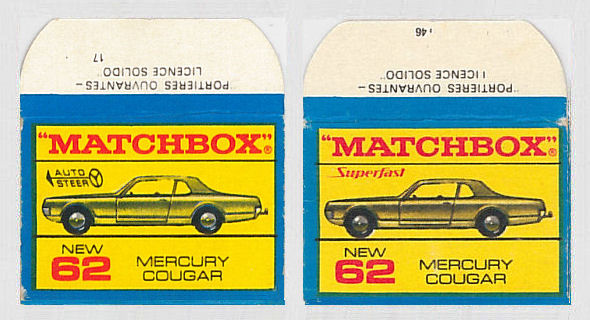 "PORTIERES OUVRANTES–
LICENCE SOLIDO"
17
"MATCHBOX"®
AUTO
STEER
NEW
62
MERCURY
COUGAR
"PORTIERES OUVRANTES–
LICENCE SOLIDO"
46
"MATCHBOX"®
Superfast
NEW
62
MERCURY
COUGAR